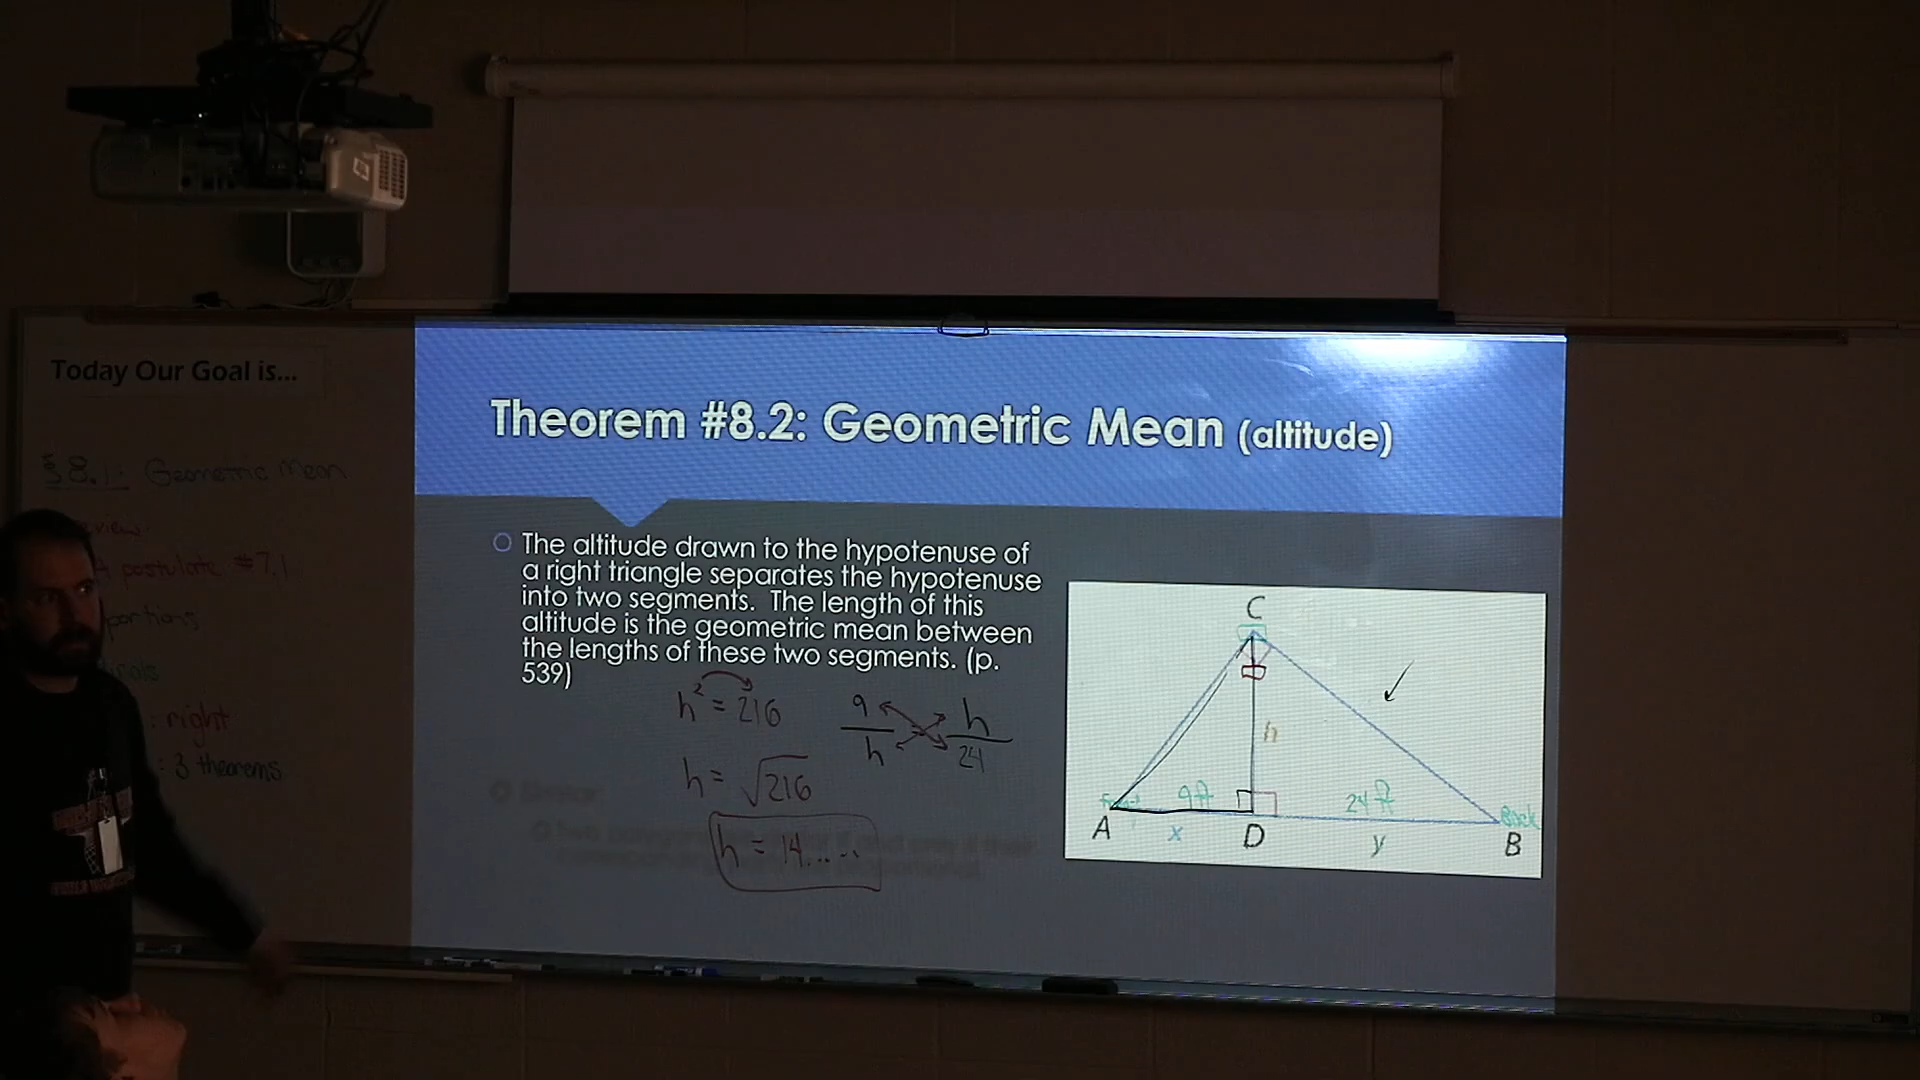 Today Our Goal is...
§8.1: Geometric Mean
postulate #7.1
: right
: 3 theorems
Theorem #8.2: Geometric Mean (altitude)
The altitude drawn to the hypotenuse of
a right triangle separates the hypotenuse
into two segments. The length of this
altitude is the geometric mean between
the lengths of these two segments. (p.
539)
h² = 216
9/h h/24
h = √216
h = 14.....
C
h
9ft 24 ft Back
A x D y B